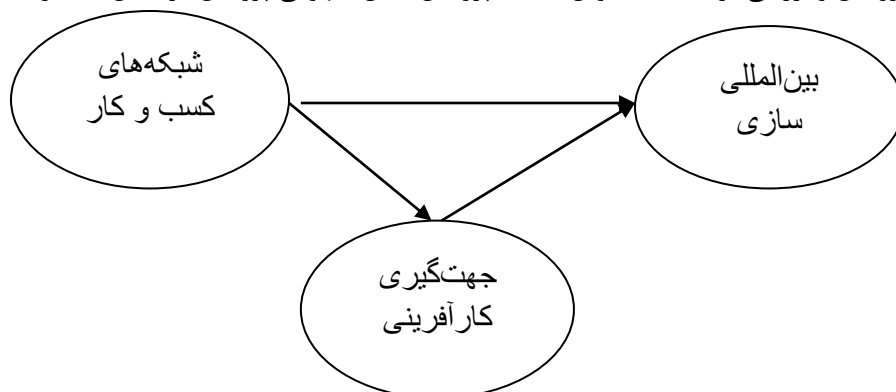 شبکه‌های
کسب و کار
بین‌المللی
سازی
جهت‌گیری
کارآفرینی